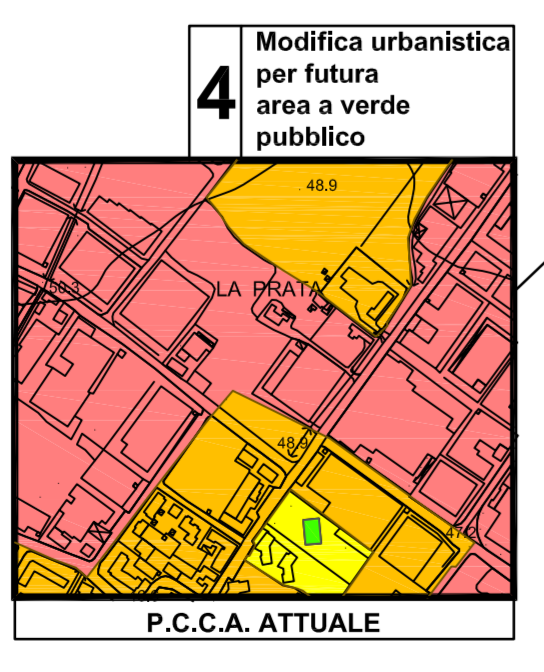 4
Modifica urbanistica
per futura
area a verde
pubblico
. 48.9
50.3
LA PRATA
48.9
47.2
P.C.C.A. ATTUALE